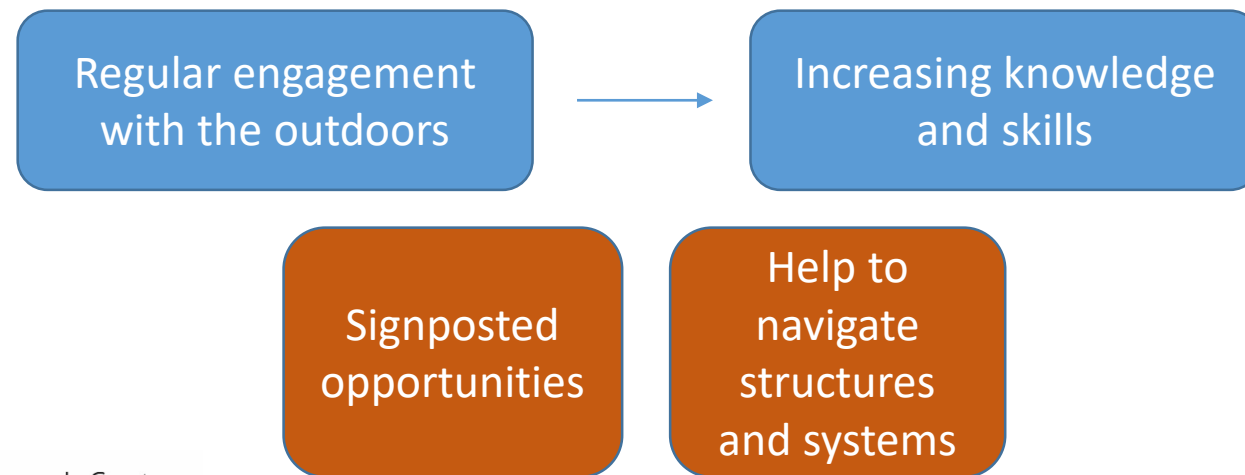 Regular engagement
with the outdoors
Increasing knowledge
and skills
Signposted
opportunities
Help to
navigate
structures
and systems